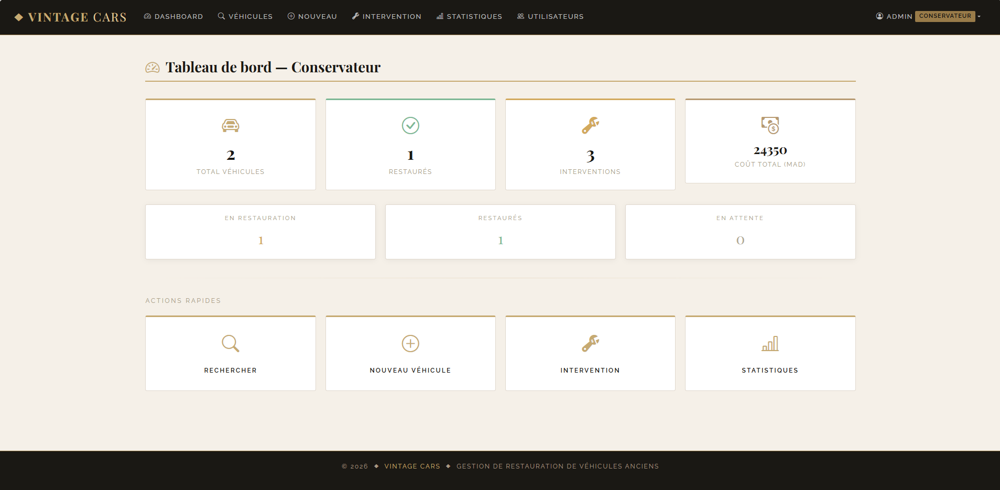 VINTAGE CARS DASHBOARD VÉHICULES NOUVEAU INTERVENTION STATISTIQUES UTILISATEURS ADMIN CONSERVATEUR
Tableau de bord — Conservateur
2
TOTAL VÉHICULES
1
RESTAURÉS
3
INTERVENTIONS
$
24350
COÛT TOTAL (MAD)
EN RESTAURATION
1
RESTAURÉS
1
EN ATTENTE
0
ACTIONS RAPIDES
RECHERCHER
NOUVEAU VÉHICULE
INTERVENTION
STATISTIQUES
© 2026 ◆ VINTAGE CARS ◆ GESTION DE RESTAURATION DE VÉHICULES ANCIENS